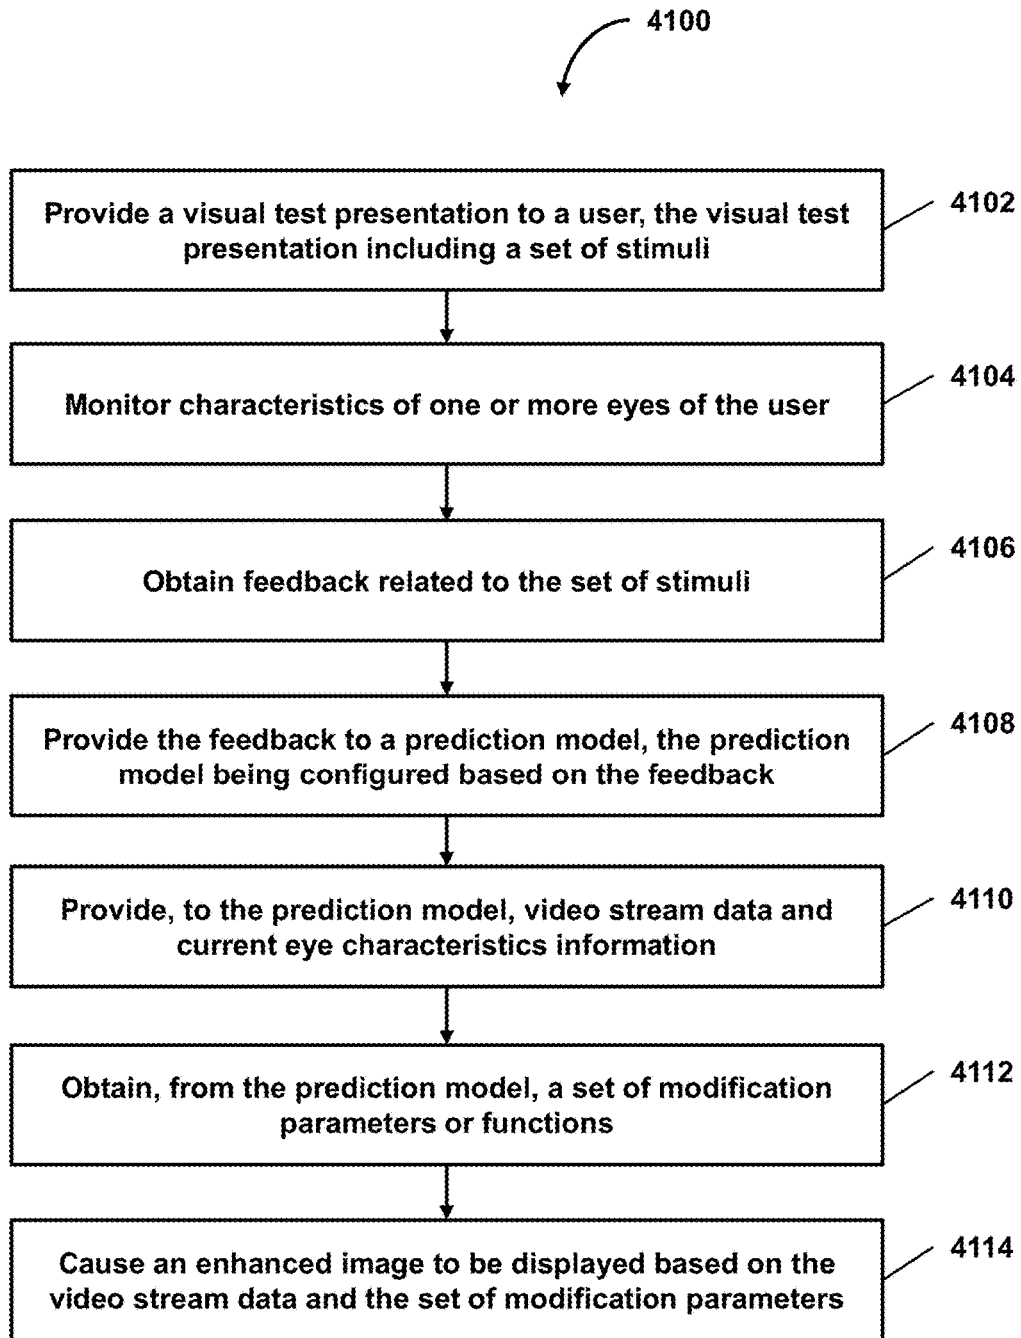 4100
Provide a visual test presentation to a user, the visual test
presentation including a set of stimuli
4102
Monitor characteristics of one or more eyes of the user
4104
Obtain feedback related to the set of stimuli
4106
Provide the feedback to a prediction model, the prediction
model being configured based on the feedback
4108
Provide, to the prediction model, video stream data and
current eye characteristics information
4110
Obtain, from the prediction model, a set of modification
parameters or functions
4112
Cause an enhanced image to be displayed based on the
video stream data and the set of modification parameters
4114